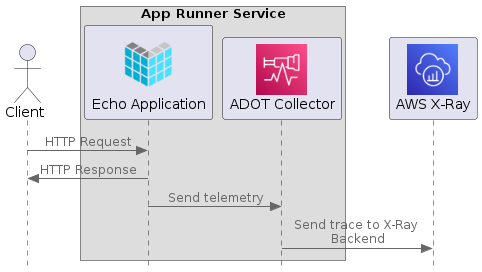 App Runner Service
Client
Echo Application
ADOT Collector
AWS X-Ray
HTTP Request
HTTP Response
Send telemetry
Send trace to X-Ray
Backend